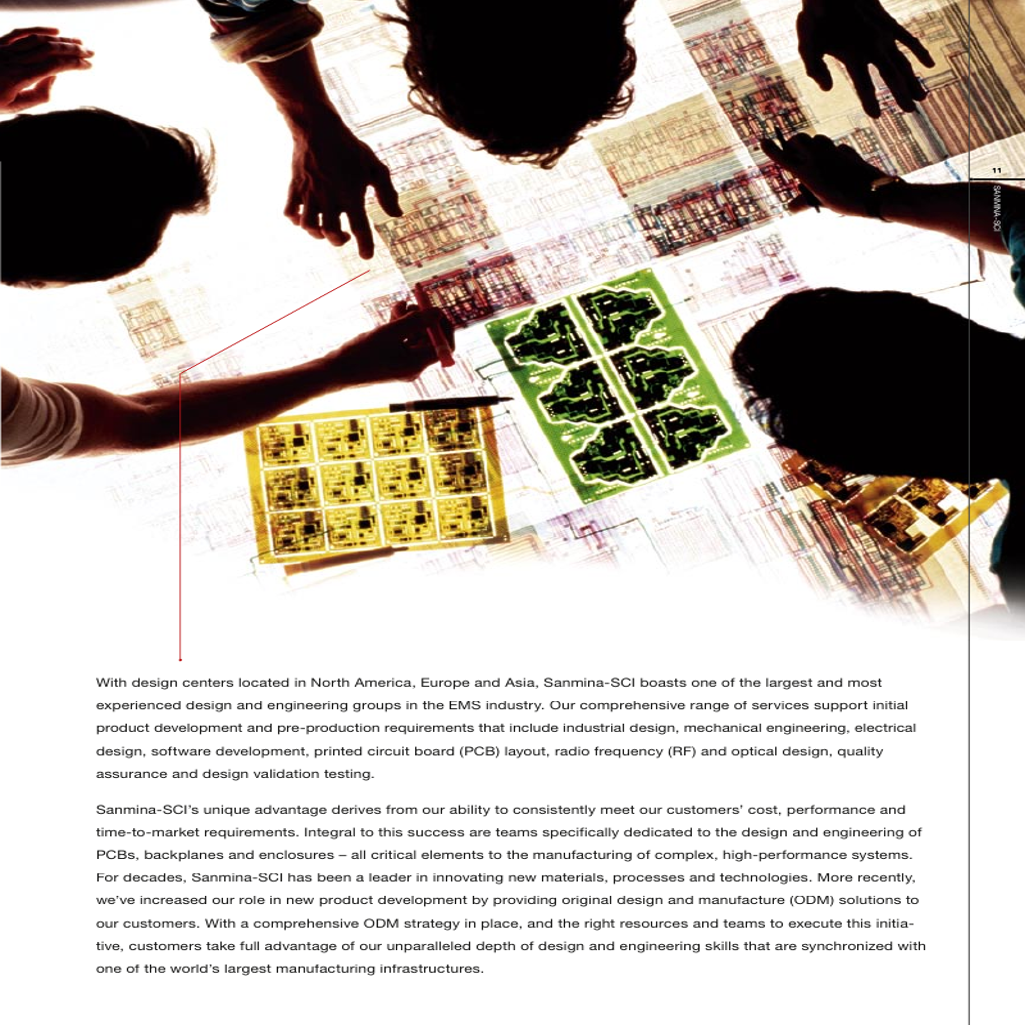 11
SANMINA-SCI
With design centers located in North America, Europe and Asia, Sanmina-SCI boasts one of the largest and most
experienced design and engineering groups in the EMS industry. Our comprehensive range of services support initial
product development and pre-production requirements that include industrial design, mechanical engineering, electrical
design, software development, printed circuit board (PCB) layout, radio frequency (RF) and optical design, quality
assurance and design validation testing.
Sanmina-SCI’s unique advantage derives from our ability to consistently meet our customers’ cost, performance and
time-to-market requirements. Integral to this success are teams specifically dedicated to the design and engineering of
PCBs, backplanes and enclosures – all critical elements to the manufacturing of complex, high-performance systems.
For decades, Sanmina-SCI has been a leader in innovating new materials, processes and technologies. More recently,
we’ve increased our role in new product development by providing original design and manufacture (ODM) solutions to
our customers. With a comprehensive ODM strategy in place, and the right resources and teams to execute this initia-
tive, customers take full advantage of our unparalleled depth of design and engineering skills that are synchronized with
one of the world’s largest manufacturing infrastructures.